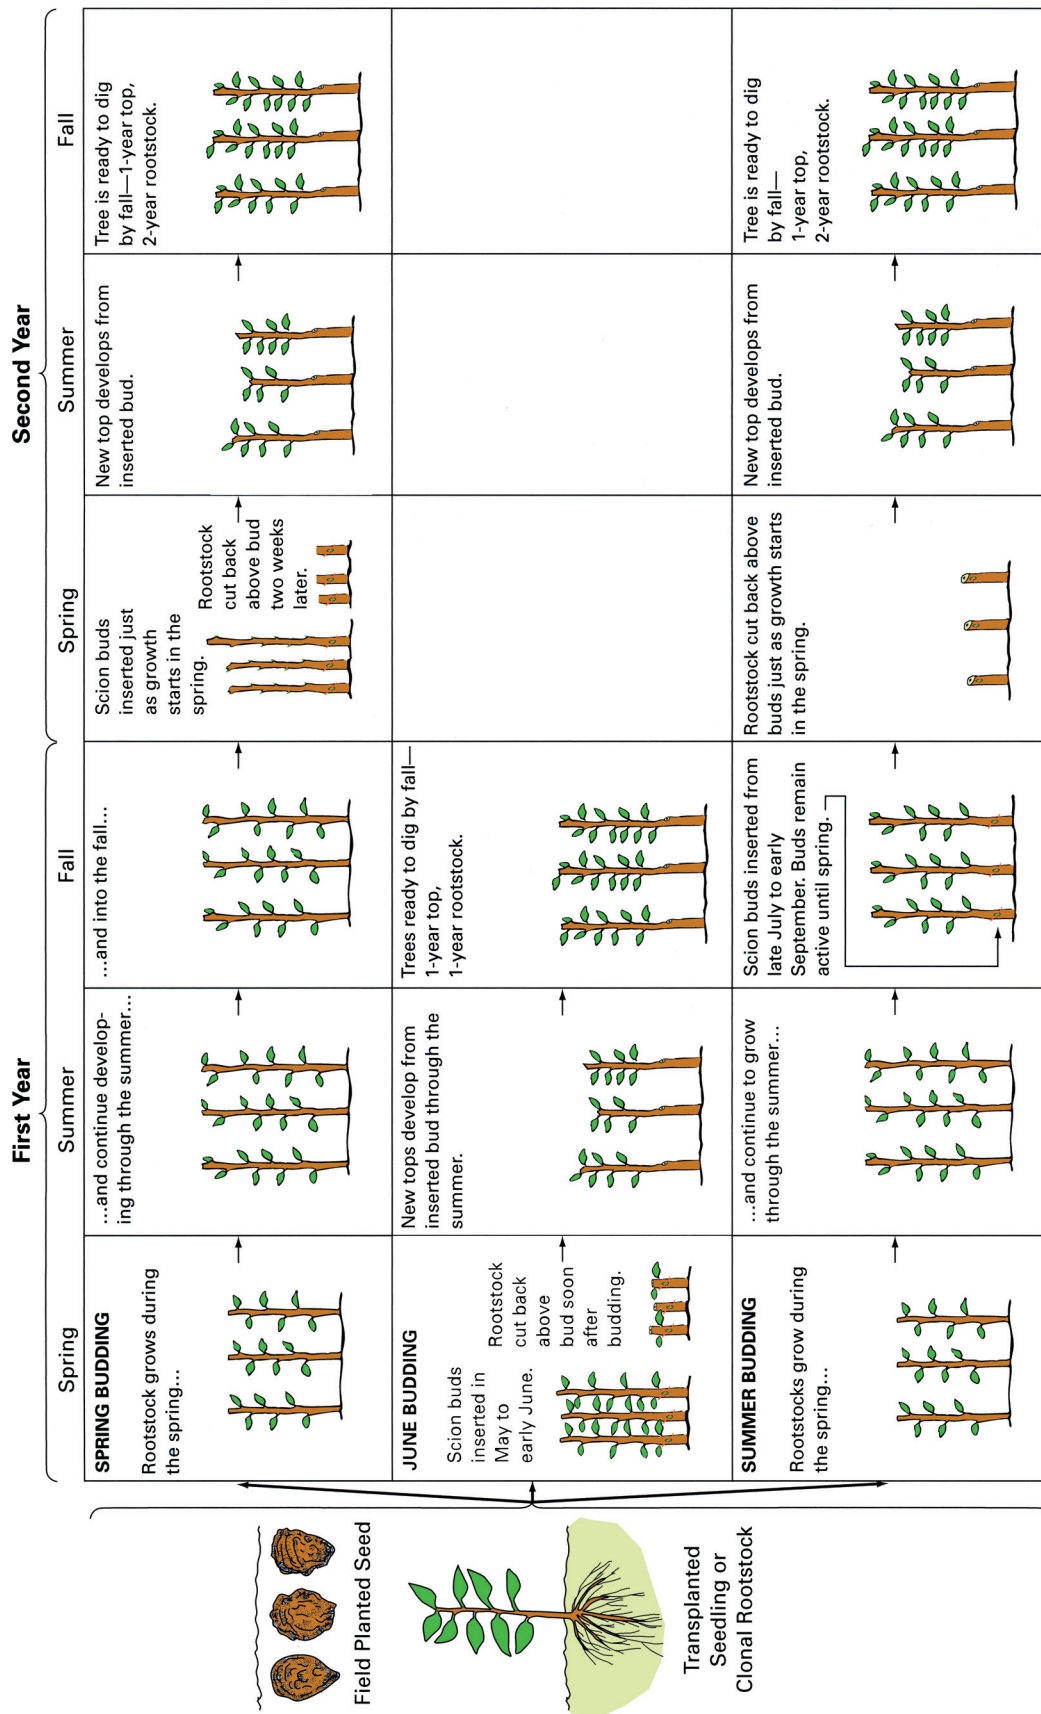 First Year
Second Year
Spring
Summer
Fall
Spring
Summer
Fall
Field Planted Seed
Transplanted
Seedling or
Clonal Rootstock
SPRING BUDDING
Rootstock grows during
the spring...
...and continue develop-
ing through the summer...
...and into the fall...
Scion buds
inserted just
as growth
starts in the
spring.
Rootstock
cut back
above bud
two weeks
later.
New top develops from
inserted bud.
Tree is ready to dig
by fall—1-year top,
2-year rootstock.
JUNE BUDDING
Scion buds
inserted in
May to
early June.
Rootstock
cut back
above
bud soon
after
budding.
New tops develop from
inserted bud through the
summer.
Trees ready to dig by fall—
1-year top,
1-year rootstock.
SUMMER BUDDING
Rootstocks grow during
the spring...
...and continue to grow
through the summer...
Scion buds inserted from
late July to early
September. Buds remain
active until spring.
Rootstock cut back above
buds just as growth starts
in the spring.
New top develops from
inserted bud.
Tree is ready to dig
by fall—
1-year top,
2-year rootstock.